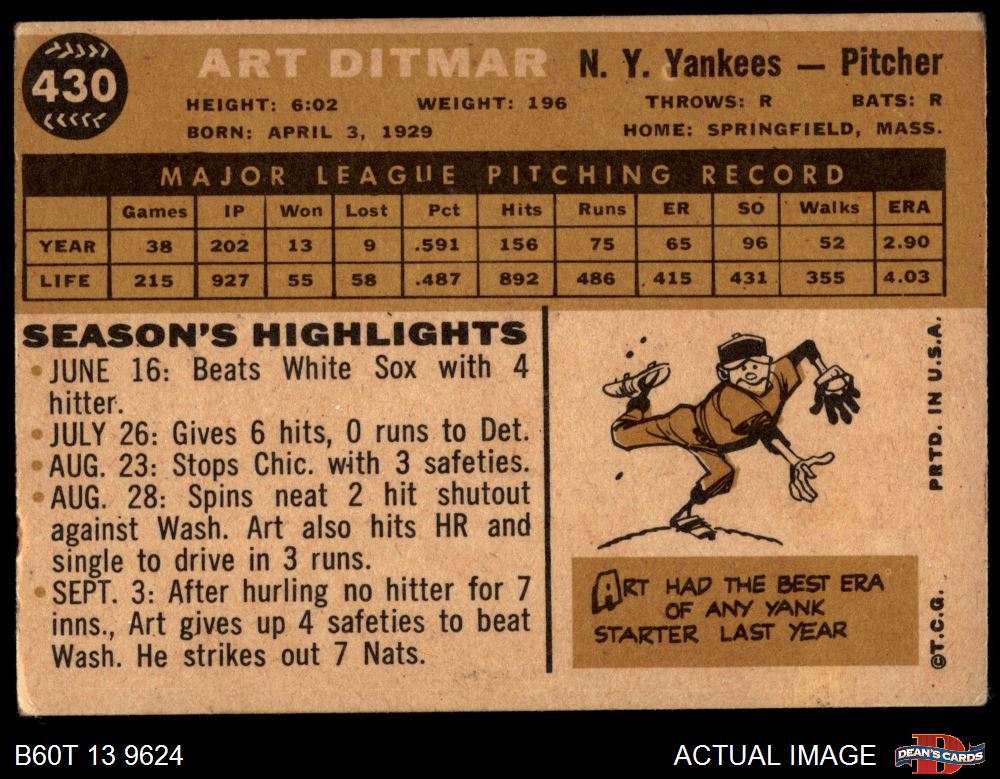 430
ART DITMAR N. Y. Yankees — Pitcher
HEIGHT: 6:02 WEIGHT: 196 THROWS: R BATS: R
BORN: APRIL 3, 1929 HOME: SPRINGFIELD, MASS.
MAJOR LEAGUE PITCHING RECORD
Games IP Won Lost Pct Hits Runs ER SO Walks ERA
YEAR 38 202 13 9 .591 156 75 65 96 52 2.90
LIFE 215 927 55 58 .487 892 486 415 431 355 4.03
SEASON'S HIGHLIGHTS
• JUNE 16: Beats White Sox with 4
hitter.
• JULY 26: Gives 6 hits, 0 runs to Det.
• AUG. 23: Stops Chic. with 3 safeties.
• AUG. 28: Spins neat 2 hit shutout
against Wash. Art also hits HR and
single to drive in 3 runs.
• SEPT. 3: After hurling no hitter for 7
inns., Art gives up 4 safeties to beat
Wash. He strikes out 7 Nats.
ART HAD THE BEST ERA
OF ANY YANK
STARTER LAST YEAR
©T.C.G. PRTD. IN U.S.A.
B60T 13 9624 ACTUAL IMAGE
DEAN'S CARDS